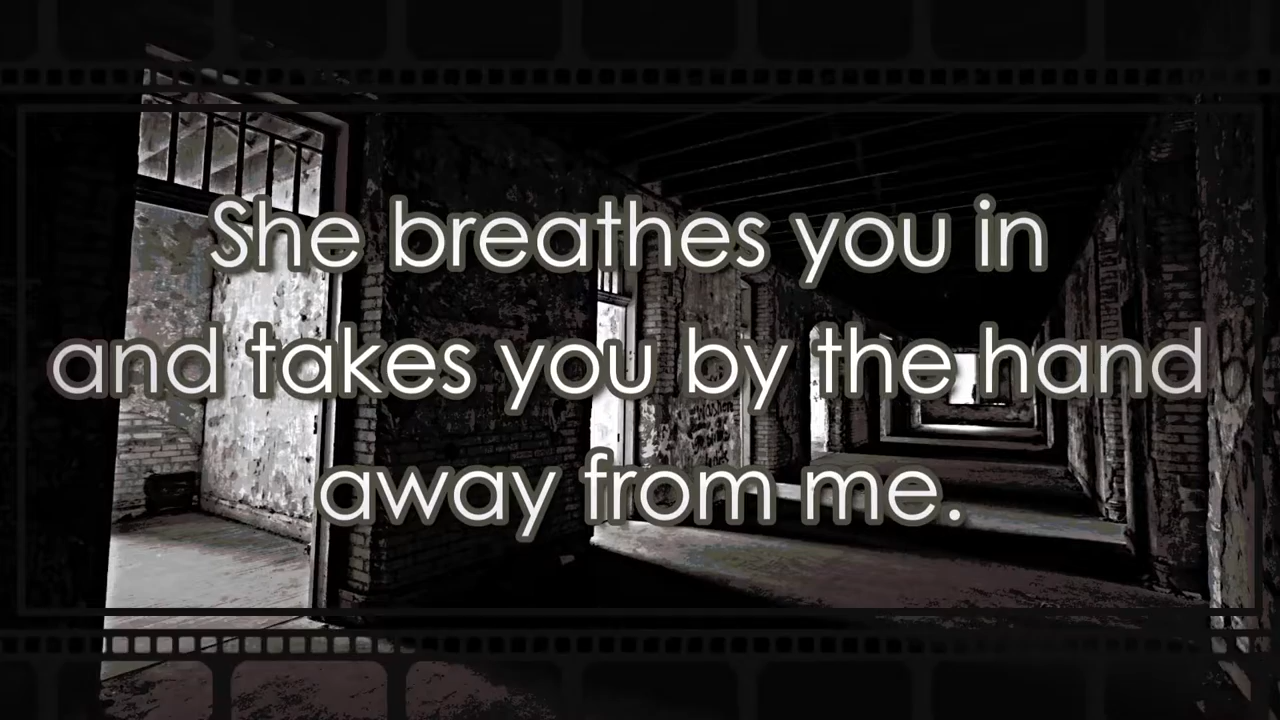 She breathes you in
and takes you by the hand
away from me.